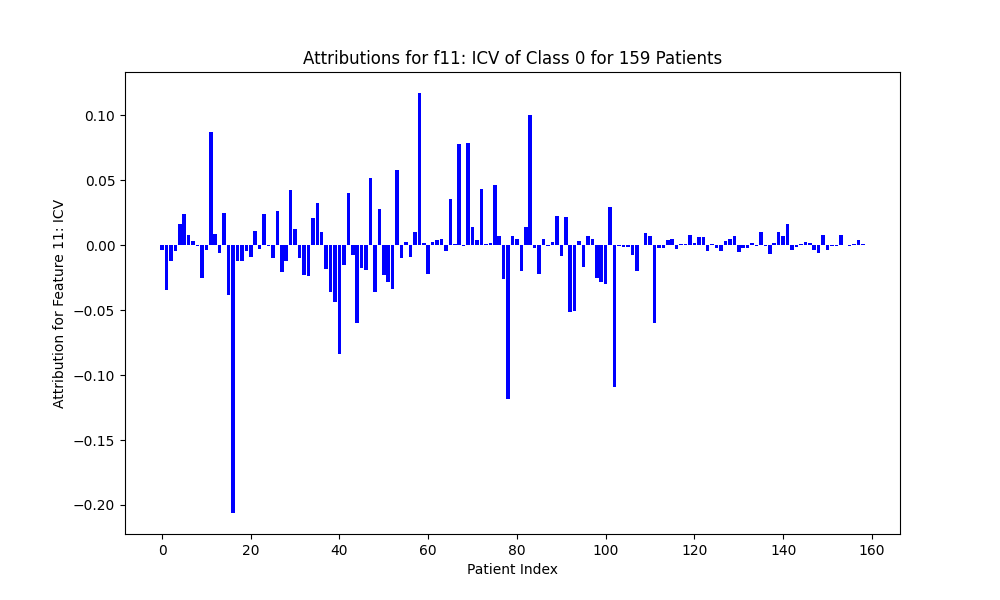 Attributions for f11: ICV of Class 0 for 159 Patients
Attribution for Feature 11: ICV
0.10
0.05
0.00
−0.05
−0.10
−0.15
−0.20
0 20 40 60 80 100 120 140 160
Patient Index